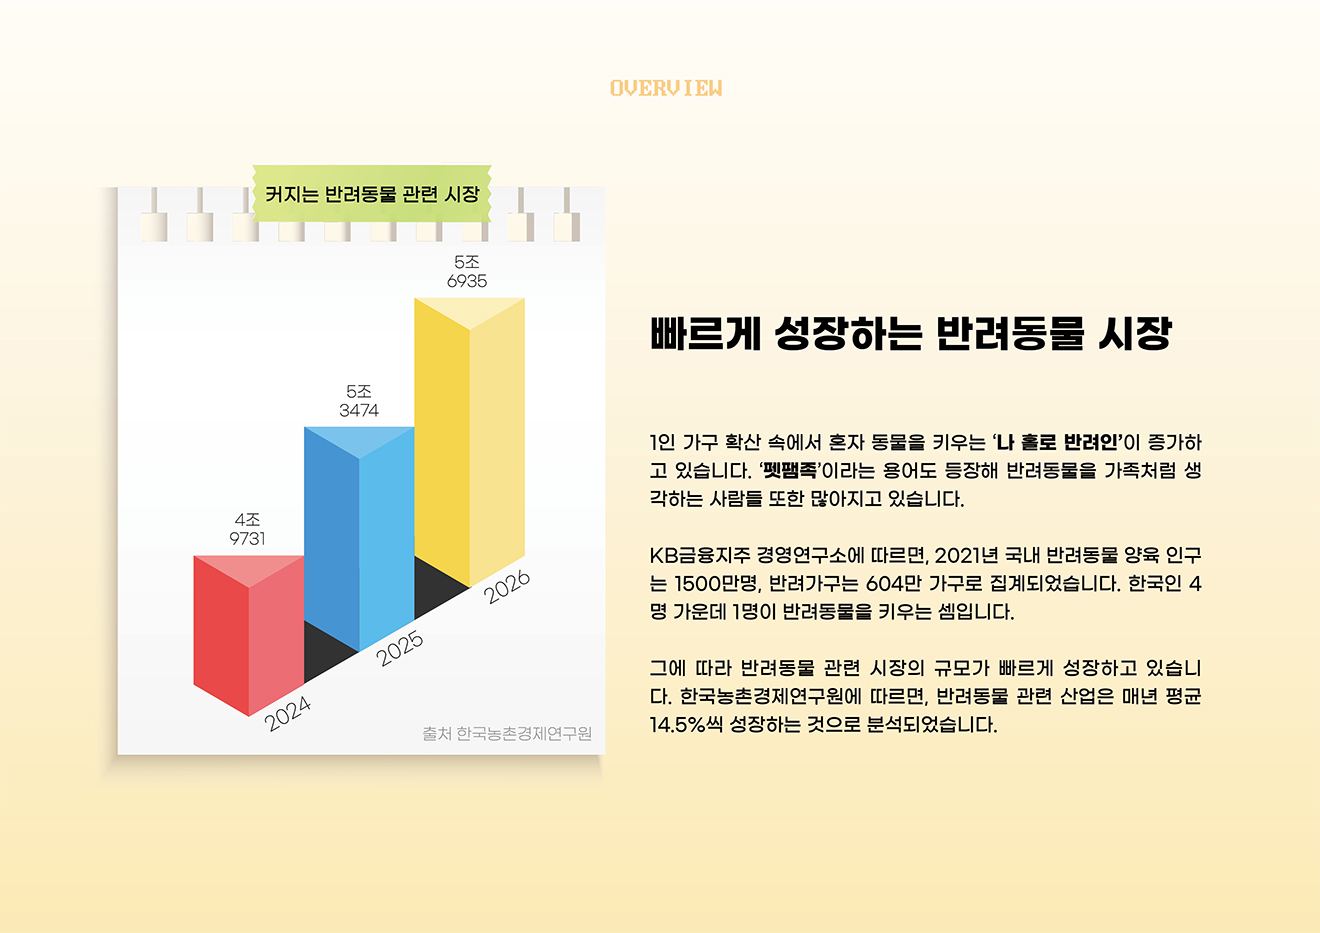 OVERVIEW
커지는 반려동물 관련 시장
5조
6935
5조
3474
4조
9731
2024
2025
2026
출처 한국농촌경제연구원
빠르게 성장하는 반려동물 시장
1인 가구 확산 속에서 혼자 동물을 키우는 ‘나 홀로 반려인’이 증가하
고 있습니다. ‘펫팸족’이라는 용어도 등장해 반려동물을 가족처럼 생
각하는 사람들 또한 많아지고 있습니다.
KB금융지주 경영연구소에 따르면, 2021년 국내 반려동물 양육 인구
는 1500만명, 반려가구는 604만 가구로 집계되었습니다. 한국인 4
명 가운데 1명이 반려동물을 키우는 셈입니다.
그에 따라 반려동물 관련 시장의 규모가 빠르게 성장하고 있습니
다. 한국농촌경제연구원에 따르면, 반려동물 관련 산업은 매년 평균
14.5%씩 성장하는 것으로 분석되었습니다.